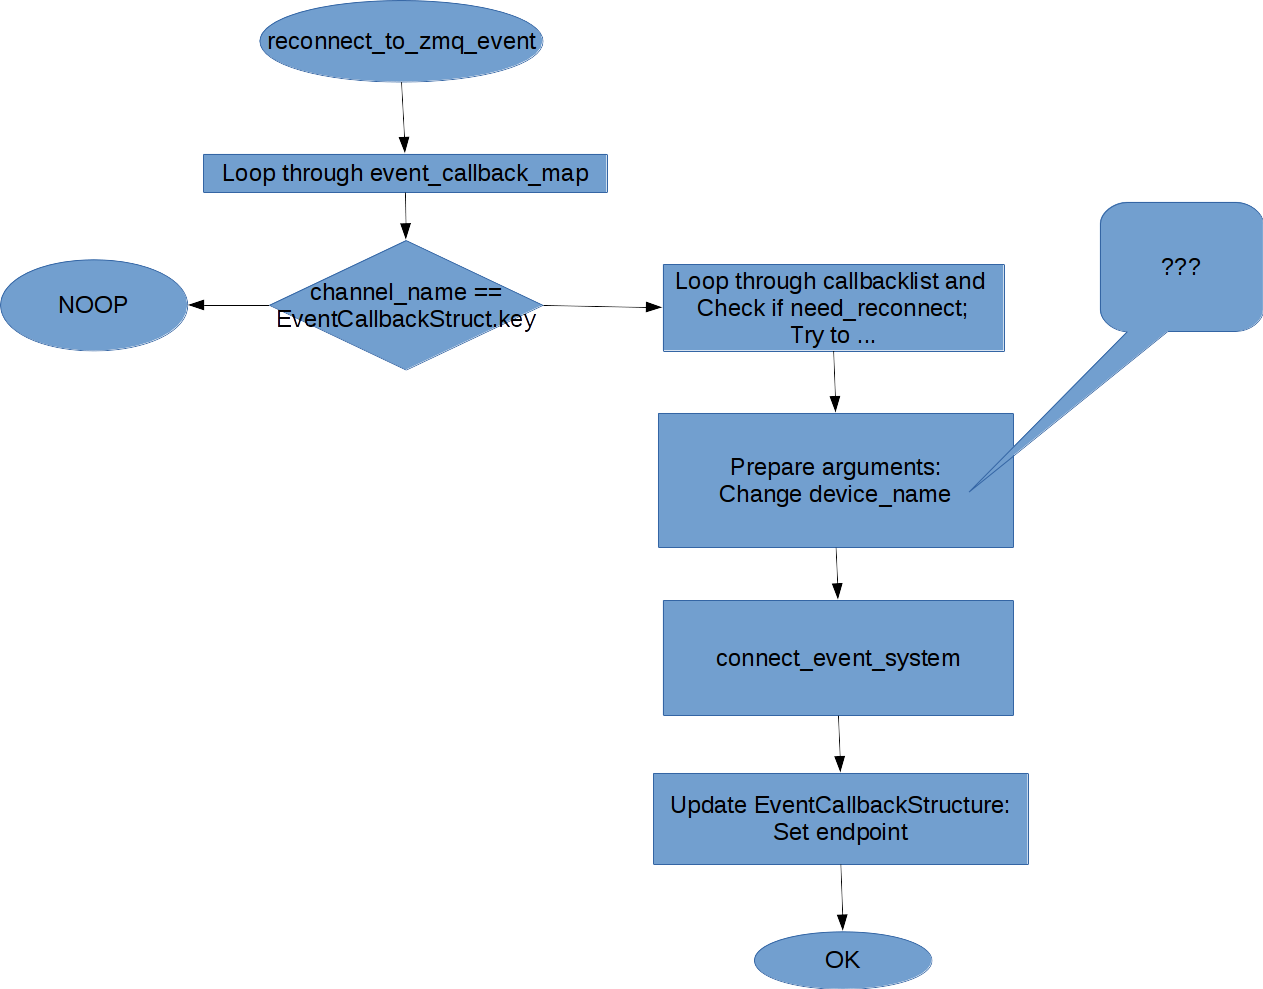 reconnect_to_zmq_event
Loop through event_callback_map
channel_name ==
EventCallbackStruct.key
NOOP
Loop through callbacklist and
Check if need_reconnect;
Try to ...
???
Prepare arguments:
Change device_name
connect_event_system
Update EventCallbackStructure:
Set endpoint
OK